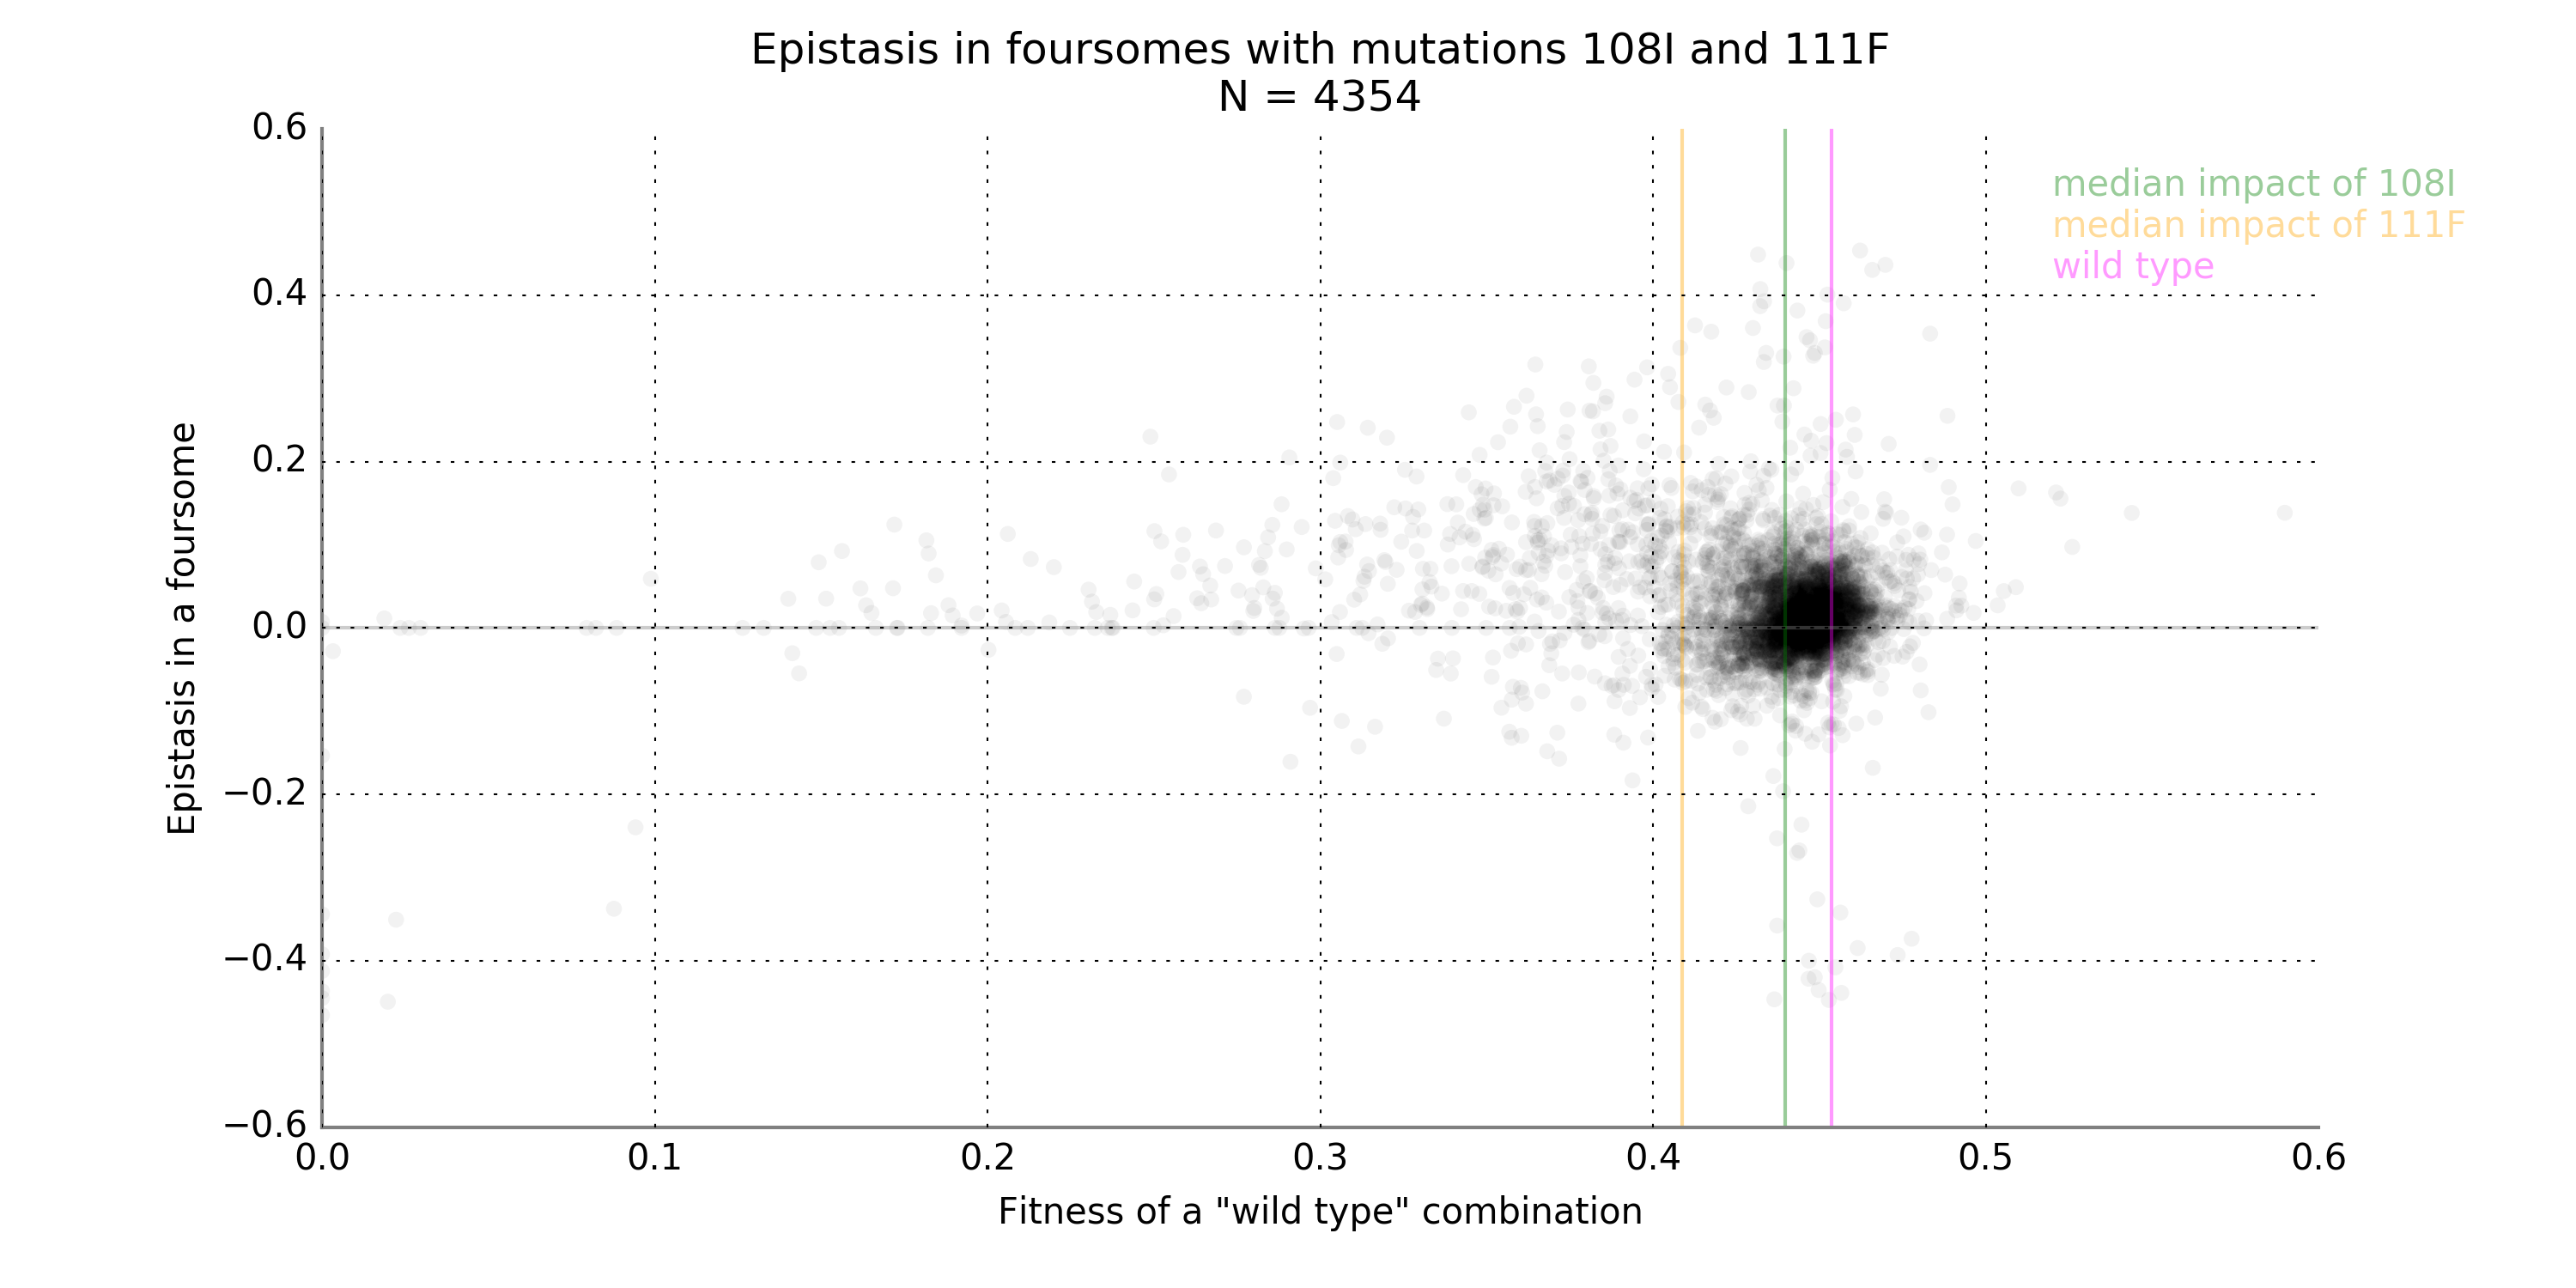 Epistasis in foursomes with mutations 108I and 111F
N = 4354
0.6
0.4
0.2
0.0
−0.2
−0.4
−0.6
Epistasis in a foursome
median impact of 108I
median impact of 111F
wild type
0.0 0.1 0.2 0.3 0.4 0.5 0.6
Fitness of a "wild type" combination